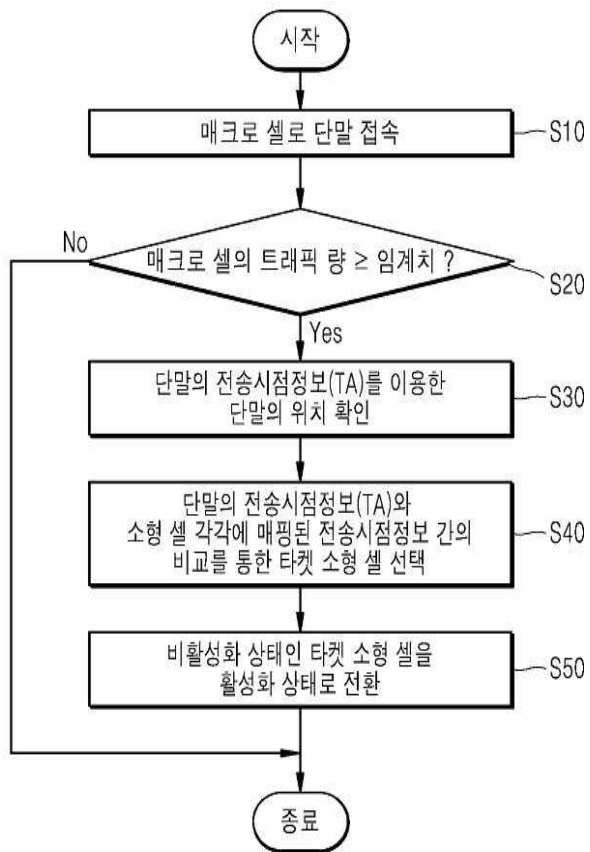 시작
매크로 셀로 단말 접속
S10
No
매크로 셀의 트래픽 량 ≥ 임계치 ?
S20
Yes
단말의 전송시점정보(TA)를 이용한
단말의 위치 확인
S30
단말의 전송시점정보(TA)와
소형 셀 각각에 매핑된 전송시점정보 간의
비교를 통한 타켓 소형 셀 선택
S40
비활성화 상태인 타켓 소형 셀을
활성화 상태로 전환
S50
종료